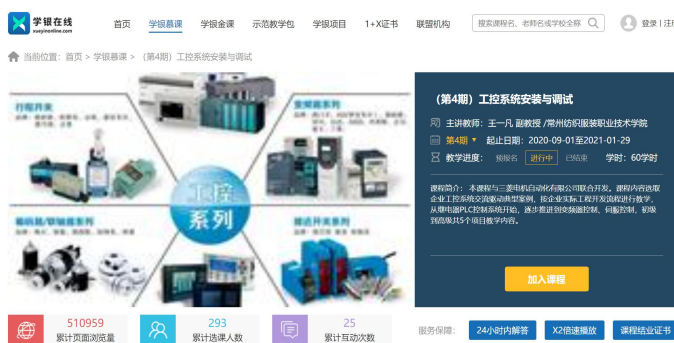 学银在线
xueyinonline.com
首页 学银慕课 学银金课 示范教学包 学银项目 1+X证书 联盟机构 搜索课程名、老师名或学校全称 登录
当前位置: 首页 > 学银慕课 > (第4期) 工控系统安装与调试
行程开关
变频器系列
工控
系列
编码器/联轴器系列
接近开关系列
(第4期) 工控系统安装与调试
主讲教师: 王一凡 副教授 /常州纺织服装职业技术学院
第4期 起止日期: 2020-09-01至2021-01-29
教学进度: 预报名 进行中 已结束 学时: 60学时
课程简介: 本课程与三菱电机自动化有限公司联合开发。课程内容选取
企业工控系统交流驱动典型案例, 按企业实际工程开发流程进行教学,
从继电器PLC控制系统开始, 逐步推进到变频器控制、伺服控制, 初级
到高级共5个项目教学内容。
加入课程
510959
累计页面浏览量
293
累计选课人数
25
累计互动次数
服务保障: 24小时内解答 X2倍速播放 课程结业证书